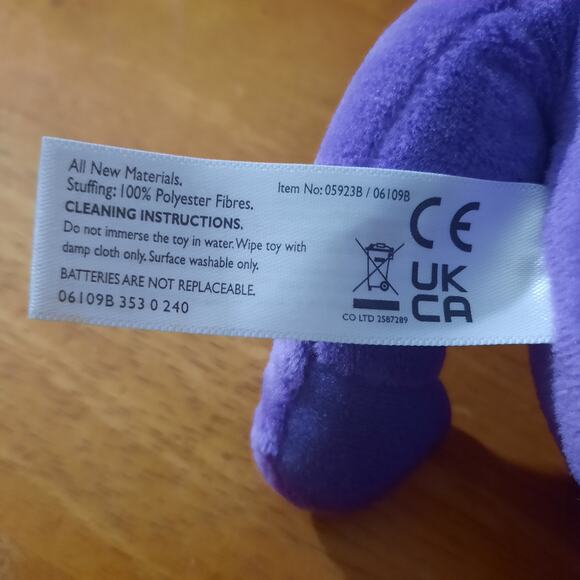 All New Materials.
Stuffing: 100% Polyester Fibres.
CLEANING INSTRUCTIONS.
Do not immerse the toy in water. Wipe toy with
damp cloth only. Surface washable only.
BATTERIES ARE NOT REPLACEABLE.
06109B 353 0 240
Item No: 05923B / 06109B
CE
UK
CA
CO LTD 2587289